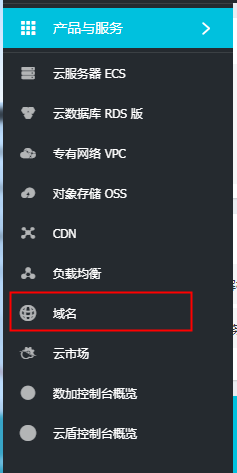 产品与服务
云服务器 ECS
云数据库 RDS 版
专有网络 VPC
对象存储 OSS
CDN
负载均衡
域名
云市场
数加控制台概览
云盾控制台概览